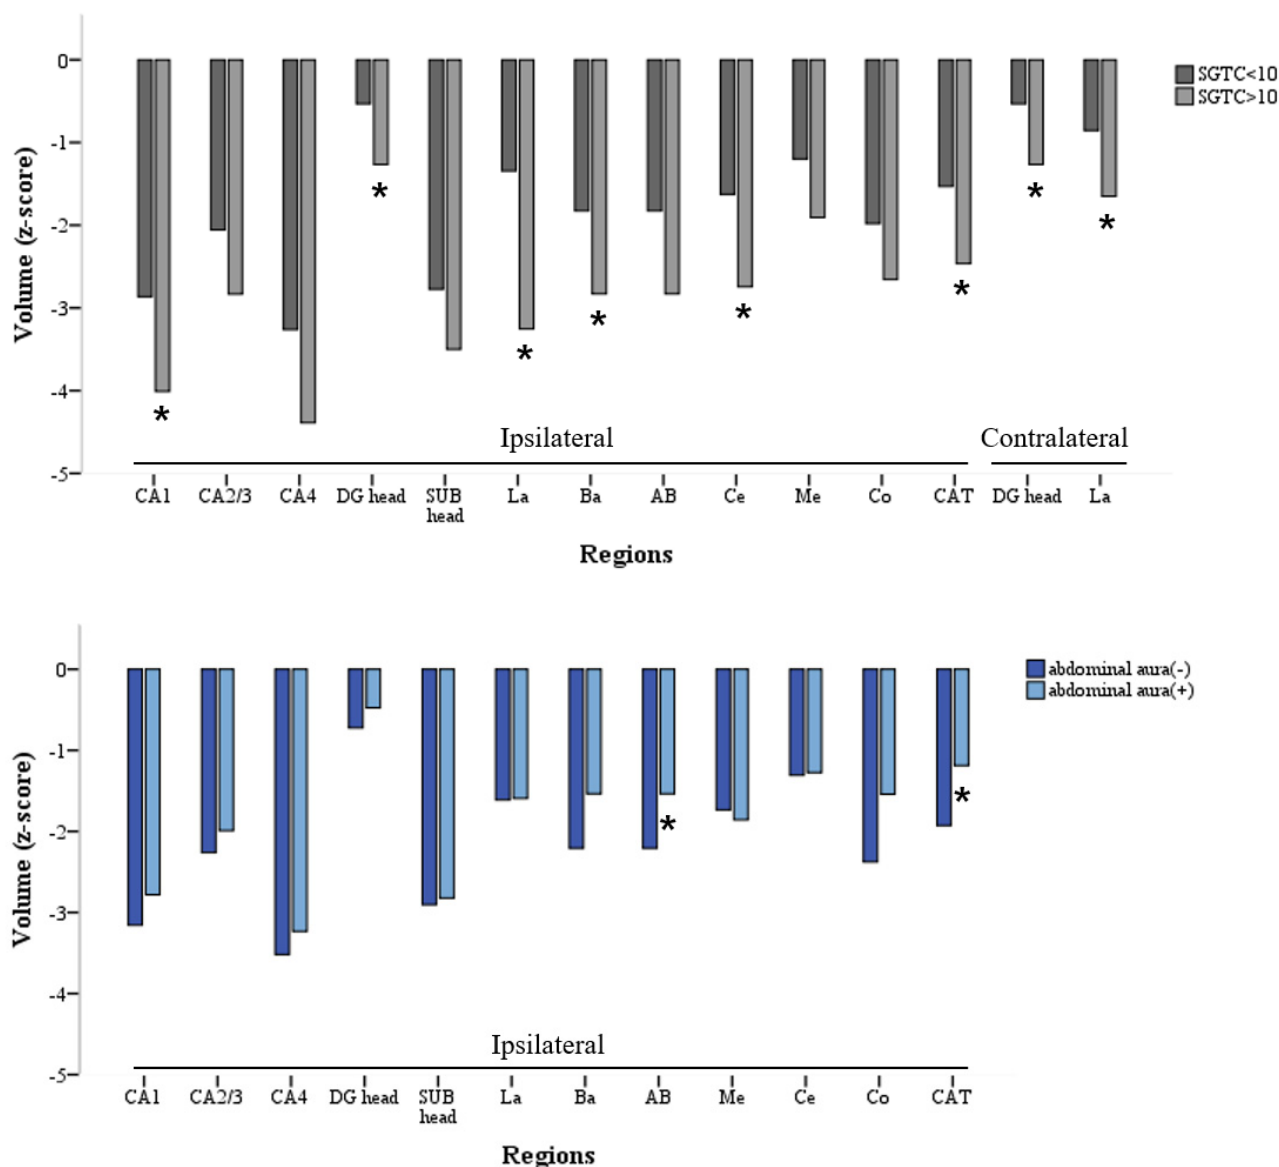 SGTC<10
SGTC>10
Volume (z-score)
0
-1
-2
-3
-4
-5
*
*
*
*
*
*
*
*
Ipsilateral
Contralateral
CA1
CA2/3
CA4
DG head
SUB
head
La
Ba
AB
Ce
Me
Co
CAT
DG head
La
Regions
abdominal aura(-)
abdominal aura(+)
Volume (z-score)
0
-1
-2
-3
-4
-5
*
*
Ipsilateral
CA1
CA2/3
CA4
DG head
SUB
head
La
Ba
AB
Me
Ce
Co
CAT
Regions